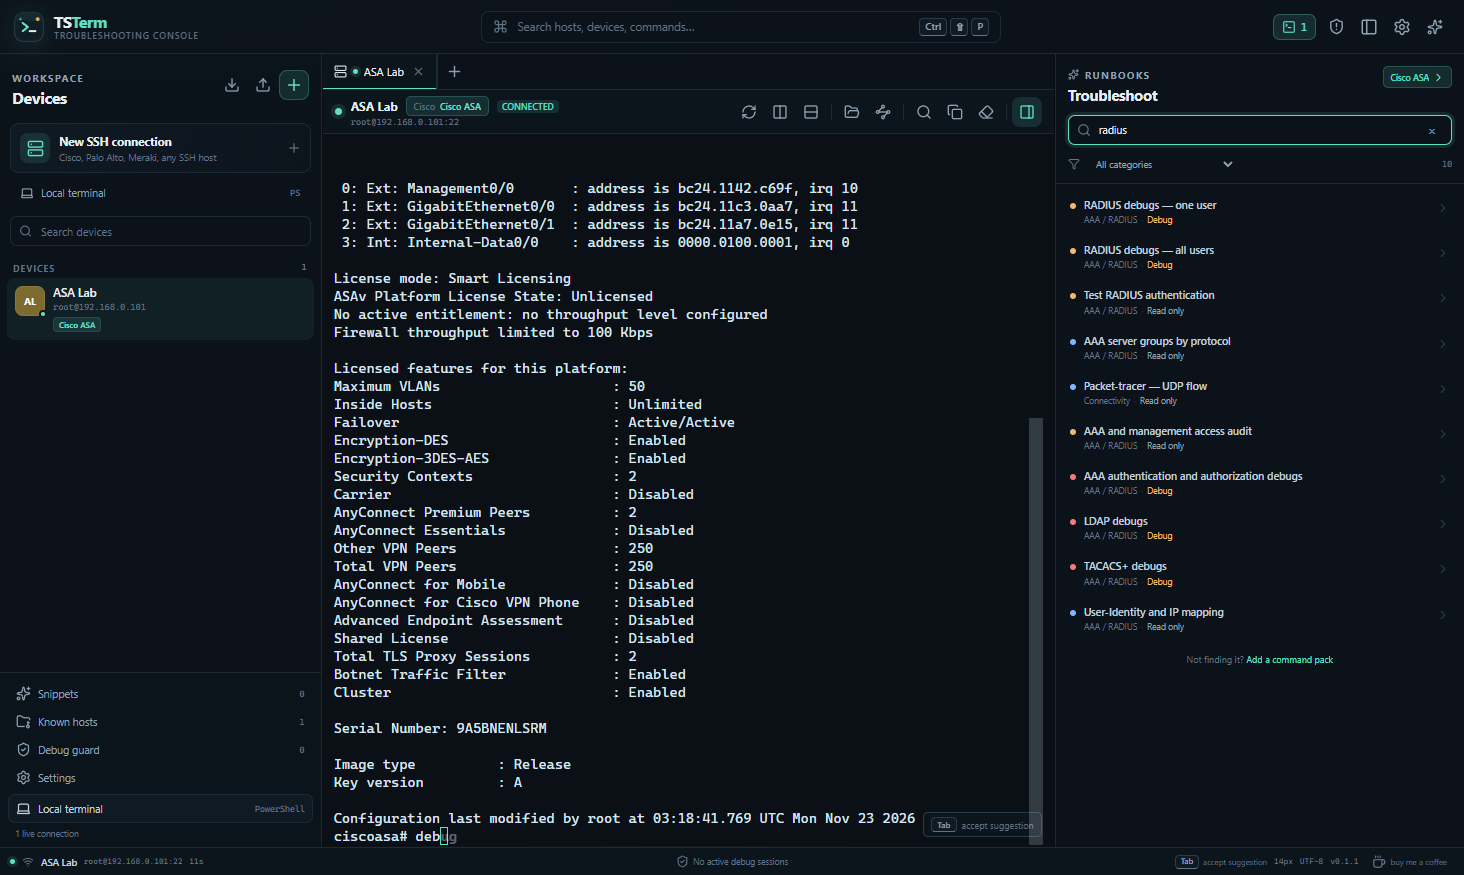 TSTerm
TROUBLESHOOTING CONSOLE
Search hosts, devices, commands...
Ctrl
P
1
WORKSPACE
Devices
New SSH connection
Cisco, Palo Alto, Meraki, any SSH host
Local terminal
PS
Search devices
DEVICES
1
AL
ASA Lab
root@192.168.0.101
Cisco ASA
Snippets
0
Known hosts
1
Debug guard
0
Settings
Local terminal
PowerShell
1 live connection
ASA Lab
ASA Lab
Cisco Cisco ASA
CONNECTED
root@192.168.0.101:22
0: Ext: Management0/0       : address is bc24.1142.c69f, irq 10
1: Ext: GigabitEthernet0/0  : address is bc24.11c3.0aa7, irq 11
2: Ext: GigabitEthernet0/1  : address is bc24.11a7.0e15, irq 11
3: Int: Internal-Data0/0    : address is 0000.0100.0001, irq 0
License mode: Smart Licensing
ASAv Platform License State: Unlicensed
No active entitlement: no throughput level configured
Firewall throughput limited to 100 Kbps
Licensed features for this platform:
Maximum VLANs                     : 50
Inside Hosts                      : Unlimited
Failover                          : Active/Active
Encryption-DES                    : Enabled
Encryption-3DES-AES               : Enabled
Security Contexts                 : 2
Carrier                           : Disabled
AnyConnect Premium Peers          : 2
AnyConnect Essentials             : Disabled
Other VPN Peers                   : 250
Total VPN Peers                   : 250
AnyConnect for Mobile             : Disabled
AnyConnect for Cisco VPN Phone    : Disabled
Advanced Endpoint Assessment      : Disabled
Shared License                    : Disabled
Total TLS Proxy Sessions          : 2
Botnet Traffic Filter             : Enabled
Cluster                           : Enabled
Serial Number: 9A5BNENLSRM
Image type          : Release
Key version         : A
Configuration last modified by root at 03:18:41.769 UTC Mon Nov 23 2026
ciscoasa# debug
Tab accept suggestion
RUNBOOKS
Troubleshoot
Cisco ASA
radius
All categories
10
RADIUS debugs — one user
AAA / RADIUS · Debug
RADIUS debugs — all users
AAA / RADIUS · Debug
Test RADIUS authentication
AAA / RADIUS · Read only
AAA server groups by protocol
AAA / RADIUS · Read only
Packet-tracer — UDP flow
Connectivity · Read only
AAA and management access audit
AAA / RADIUS · Read only
AAA authentication and authorization debugs
AAA / RADIUS · Debug
LDAP debugs
AAA / RADIUS · Debug
TACACS+ debugs
AAA / RADIUS · Debug
User-Identity and IP mapping
AAA / RADIUS · Read only
Not finding it? Add a command pack
ASA Lab root@192.168.0.101:22 11s
No active debug sessions
Tab accept suggestion 14px UTF-8 v0.1.1 buy me a coffee